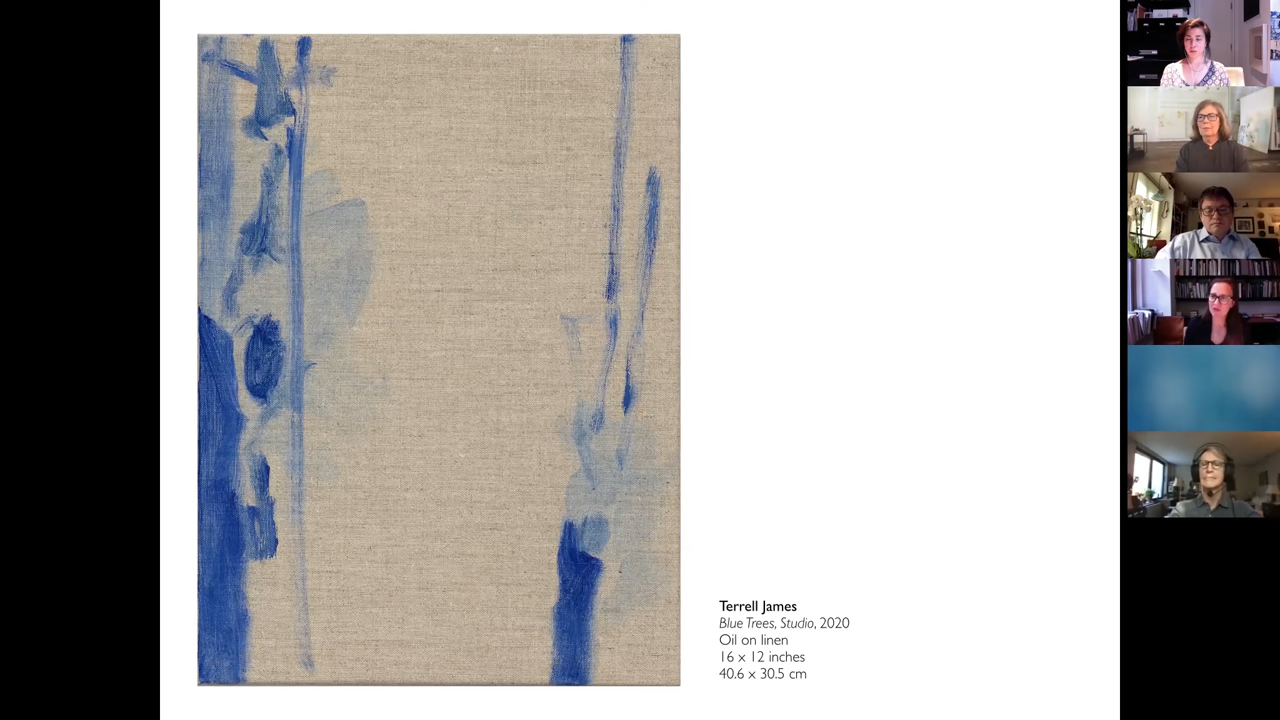 Terrell James
Blue Trees, Studio, 2020
Oil on linen
16 x 12 inches
40.6 x 30.5 cm